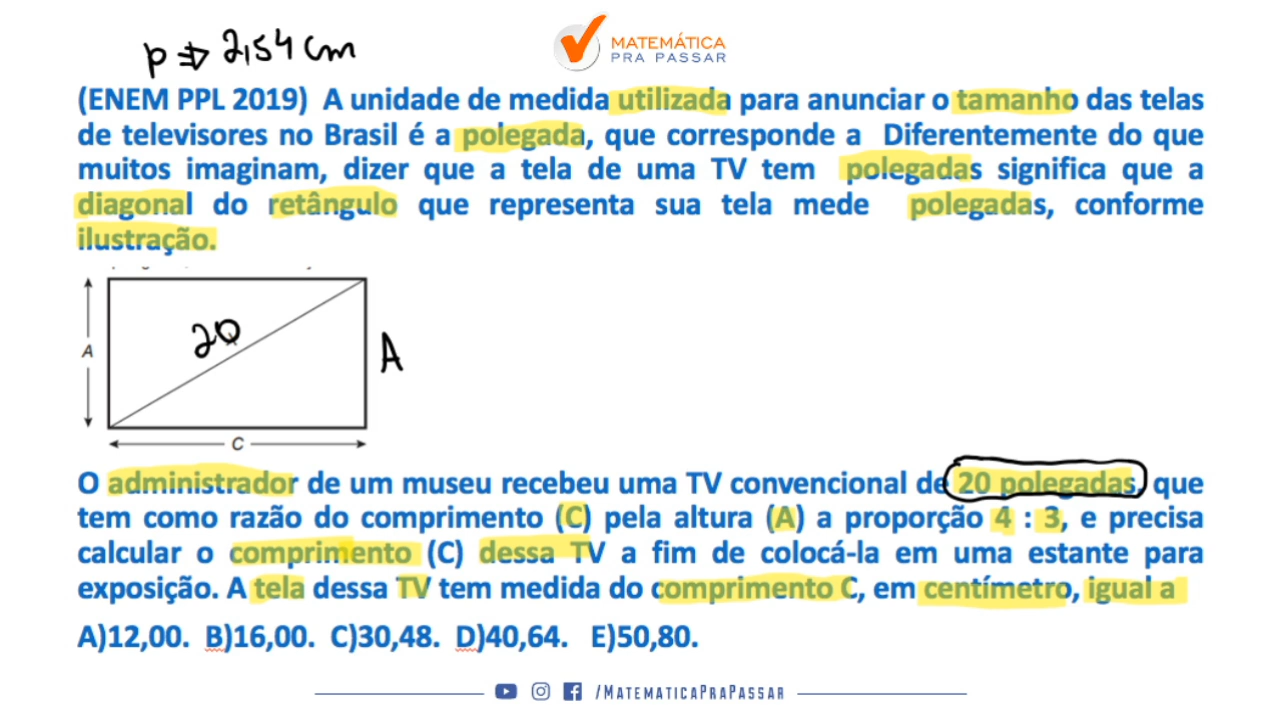 p ⇒ 2,54 cm
MATEMÁTICA
PRA PASSAR
(ENEM PPL 2019) A unidade de medida utilizada para anunciar o tamanho das telas
de televisores no Brasil é a polegada, que corresponde a Diferentemente do que
muitos imaginam, dizer que a tela de uma TV tem polegadas significa que a
diagonal do retângulo que representa sua tela mede polegadas, conforme
ilustração.
20
A
A
C
O administrador de um museu recebeu uma TV convencional de 20 polegadas, que
tem como razão do comprimento (C) pela altura (A) a proporção 4 : 3, e precisa
calcular o comprimento (C) dessa TV a fim de colocá-la em uma estante para
exposição. A tela dessa TV tem medida do comprimento C, em centímetro, igual a
A)12,00. B)16,00. C)30,48. D)40,64. E)50,80.
/MATEMATICAPRAPASSAR